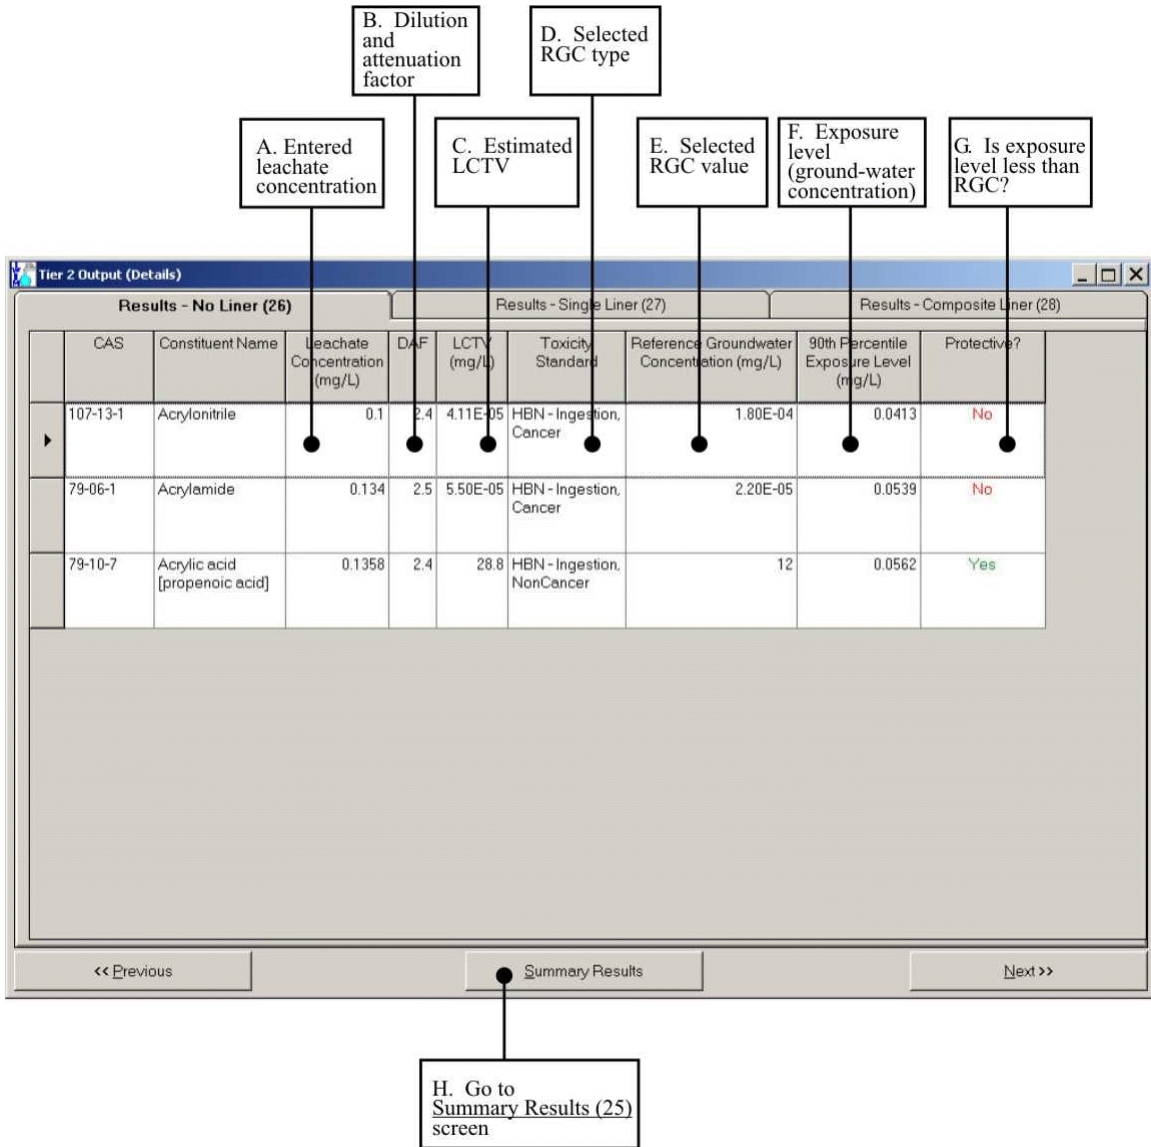 B. Dilution
and
attenuation
factor
D. Selected
RGC type
A. Entered
leachate
concentration
C. Estimated
LCTV
E. Selected
RGC value
F. Exposure
level
(ground-water
concentration)
G. Is exposure
level less than
RGC?
Tier 2 Output (Details)
Results - No Liner (26)
Results - Single Liner (27)
Results - Composite Liner (28)
CAS
Constituent Name
Leachate
Concentration
(mg/L)
DAF
LCTV
(mg/L)
Toxicity
Standard
Reference Groundwater
Concentration (mg/L)
90th Percentile
Exposure Level
(mg/L)
Protective?
107-13-1
Acrylonitrile
0.1
2.4
4.11E-05
HBN - Ingestion,
Cancer
1.80E-04
0.0413
No
79-06-1
Acrylamide
0.134
2.5
5.50E-05
HBN - Ingestion,
Cancer
2.20E-05
0.0539
No
79-10-7
Acrylic acid
[propenoic acid]
0.1358
2.4
28.8
HBN - Ingestion,
NonCancer
12
0.0562
Yes
<< Previous
Summary Results
Next >>
H. Go to
Summary Results (25)
screen